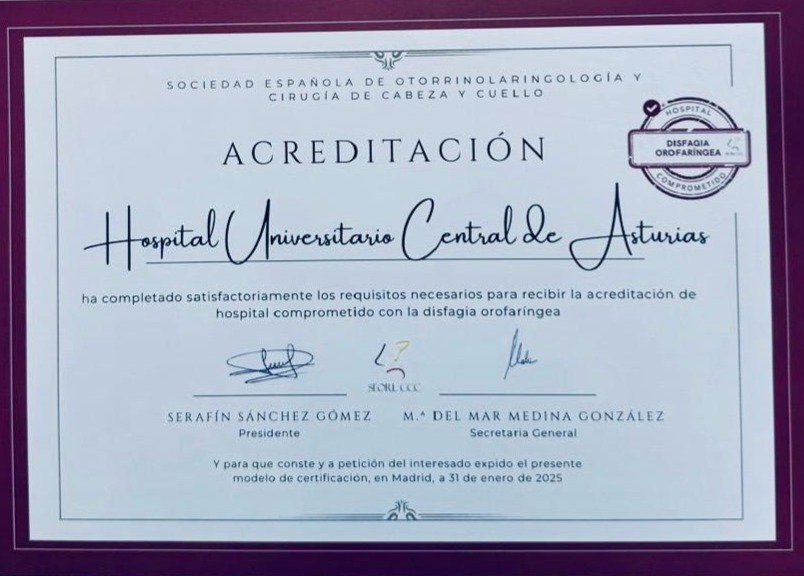 SOCIEDAD ESPAÑOLA DE OTORRINOLARINGOLOGÍA Y
CIRUGÍA DE CABEZA Y CUELLO
HOSPITAL
DISFAGIA
OROFARÍNGEA
COMPROMETIDO
ACREDITACIÓN
Hospital Universitario Central de Asturias
ha completado satisfactoriamente los requisitos necesarios para recibir la acreditación de
hospital comprometido con la disfagia orofaríngea
SEORL CCC
SERAFÍN SÁNCHEZ GÓMEZ
Presidente
M.ª DEL MAR MEDINA GONZÁLEZ
Secretaria General
Y para que conste y a petición del interesado expido el presente
modelo de certificación, en Madrid, a 31 de enero de 2025